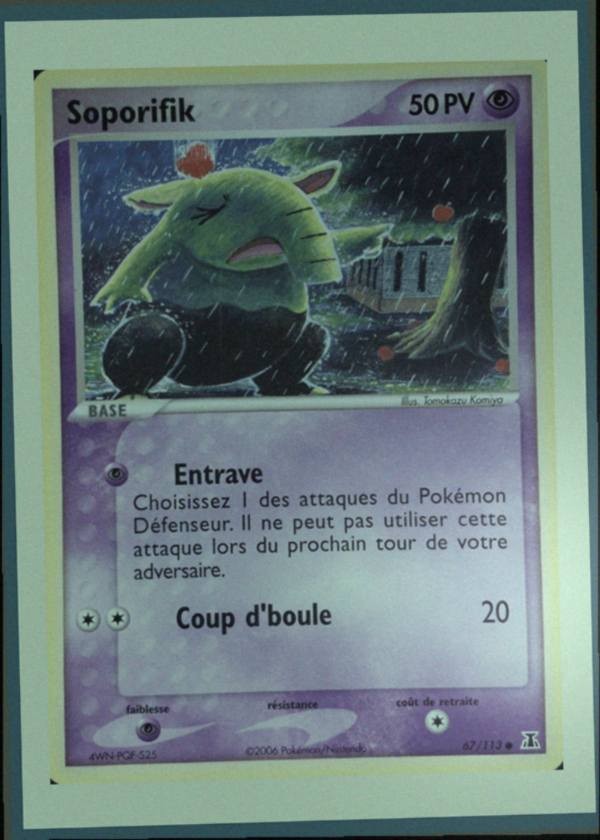 Soporifik
50 PV
BASE
Illus. Tomokazu Komiya
Entrave
Choisissez 1 des attaques du Pokémon
Défenseur. Il ne peut pas utiliser cette
attaque lors du prochain tour de votre
adversaire.
Coup d'boule 20
faiblesse
résistance
coût de retraite
4WN-PGF-525
©2006 Pokémon/Nintendo
67/113